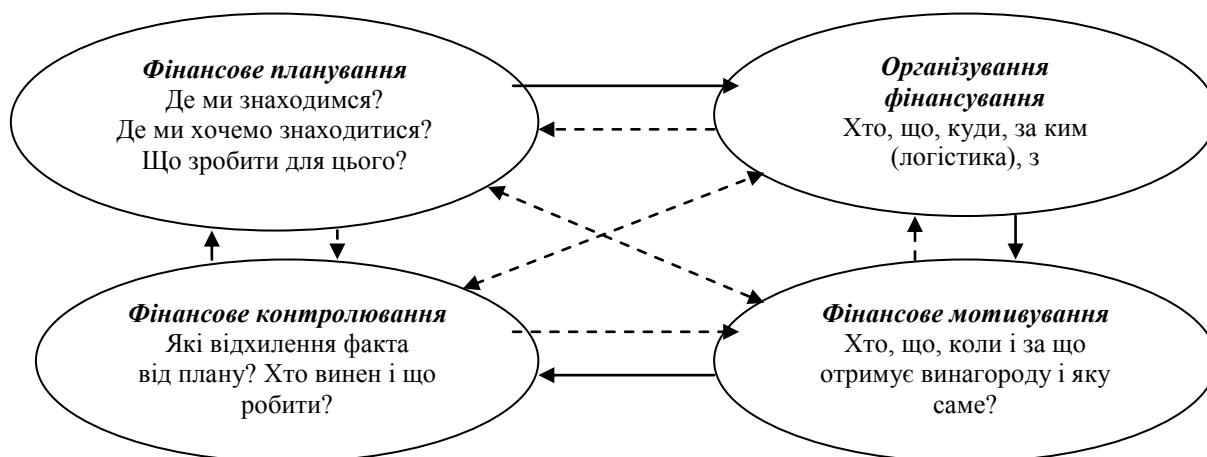 Фінансове планування
Де ми знаходимся?
Де ми хочемо знаходитися?
Що зробити для цього?
Організування
фінансування
Хто, що, куди, за ким
(логістика), з
Фінансове контролювання
Які відхилення факта
від плану? Хто винен і що
робити?
Фінансове мотивування
Хто, що, коли і за що
отримує винагороду і яку
саме?